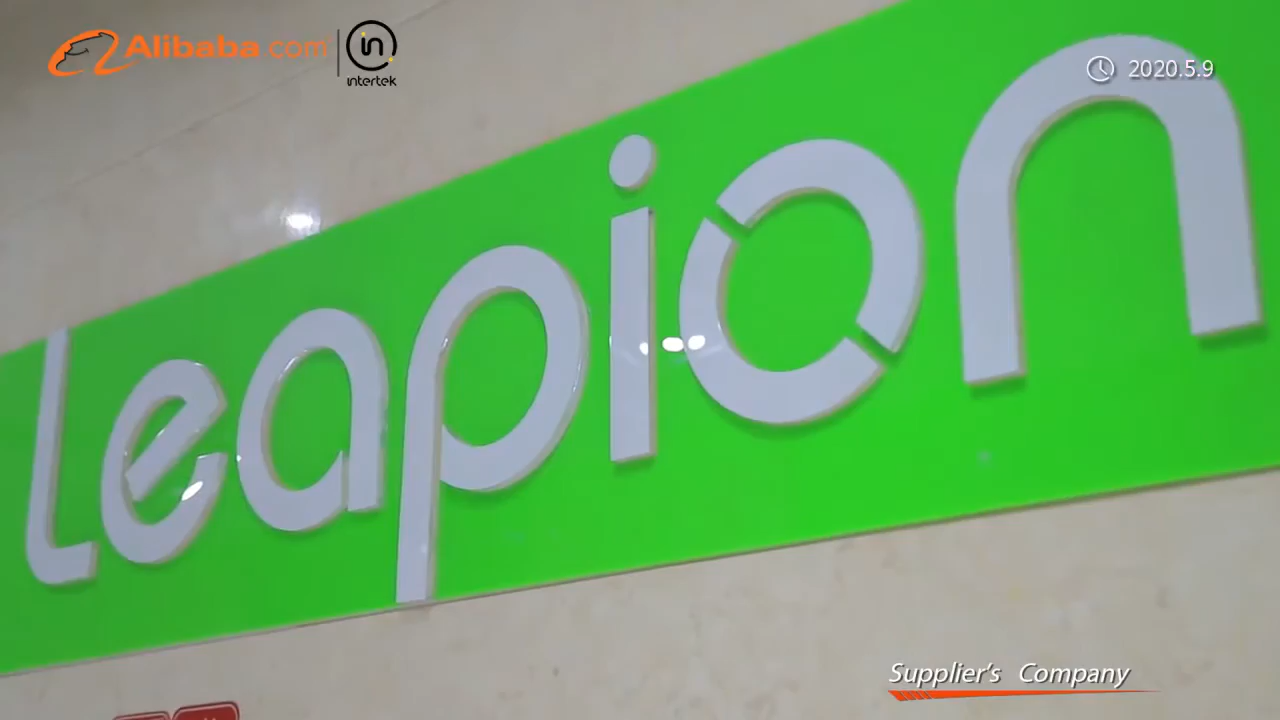 Alibaba.com
intertek
2020.5.9
leapion
Supplier's Company